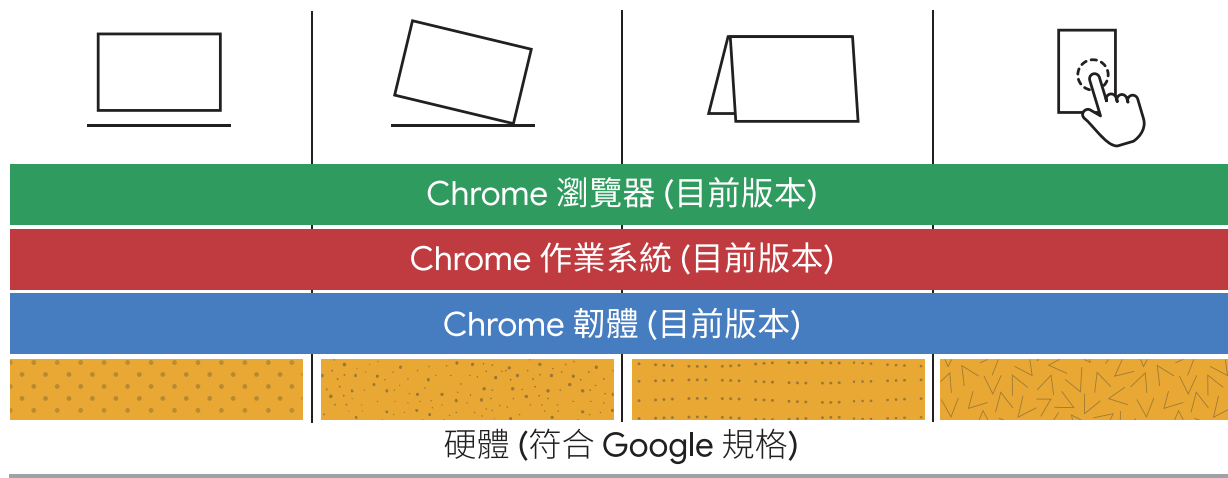 Chrome 瀏覽器 (目前版本)
Chrome 作業系統 (目前版本)
Chrome 韌體 (目前版本)
硬體 (符合 Google 規格)